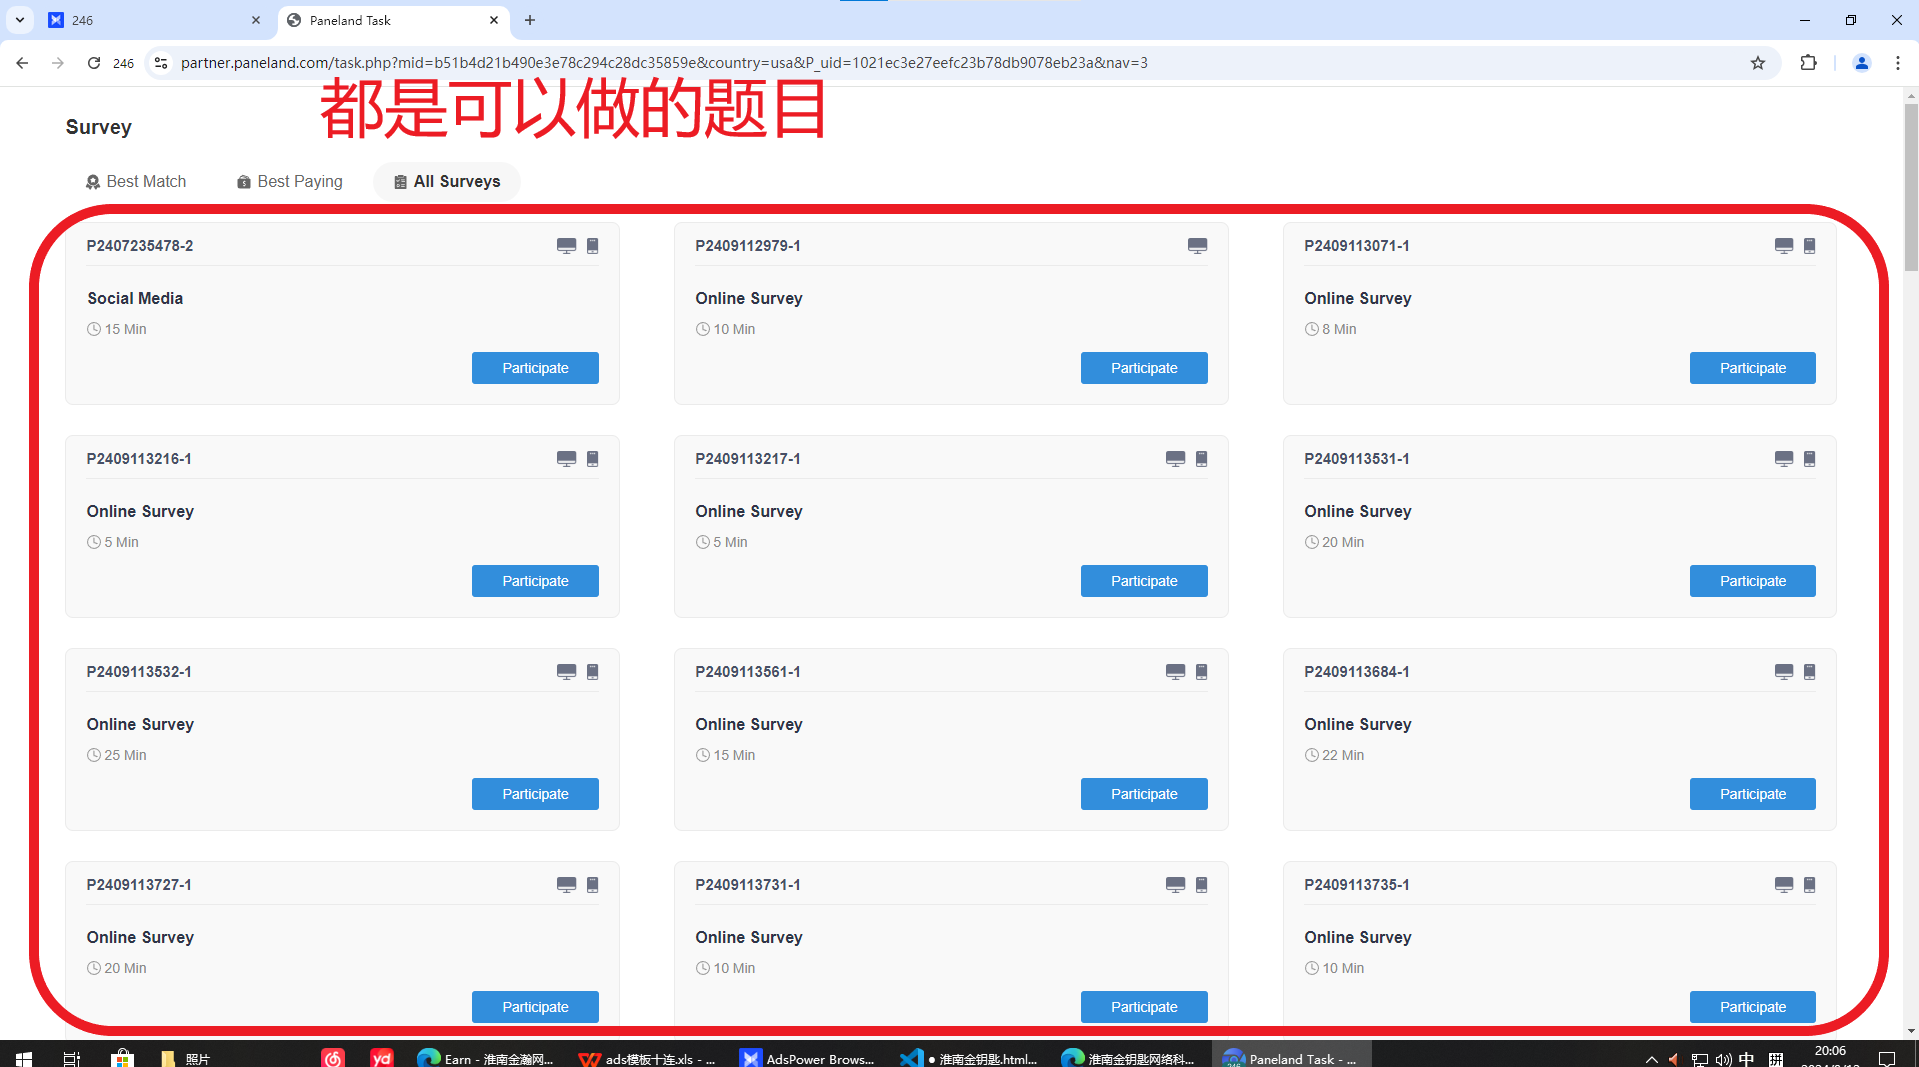 246
Paneland Task
246
partner.paneland.com/task.php?mid=b51b4d21b490e3e78c294c28dc35859e&country=usa&P_uid=1021ec3e27eefc23b78db9078eb23a&nav=3
都是可以做的题目
Survey
Best Match
Best Paying
All Surveys
P2407235478-2
Social Media
15 Min
Participate
P2409112979-1
Online Survey
10 Min
Participate
P2409113071-1
Online Survey
8 Min
Participate
P2409113216-1
Online Survey
5 Min
Participate
P2409113217-1
Online Survey
5 Min
Participate
P2409113531-1
Online Survey
20 Min
Participate
P2409113532-1
Online Survey
25 Min
Participate
P2409113561-1
Online Survey
15 Min
Participate
P2409113684-1
Online Survey
22 Min
Participate
P2409113727-1
Online Survey
20 Min
Participate
P2409113731-1
Online Survey
10 Min
Participate
P2409113735-1
Online Survey
10 Min
Participate
照片
yd
Earn - 淮南金瀚网...
ads模板十连.xls - ...
AdsPower Brows...
● 淮南金钥匙.html...
淮南金钥匙网络科...
Paneland Task - ...
中
拼
20:06